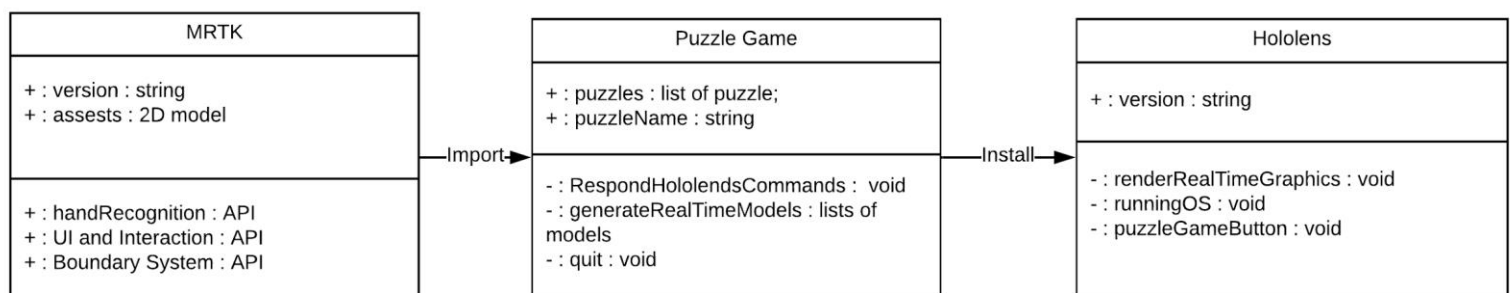 MRTK
+ : version : string
+ : assests : 2D model
+ : handRecognition : API
+ : UI and Interaction : API
+ : Boundary System : API
Import
Puzzle Game
+ : puzzles : list of puzzle;
+ : puzzleName : string
- : RespondHololendsCommands : void
- : generateRealTimeModels : lists of
models
- : quit : void
Install
Hololens
+ : version : string
- : renderRealTimeGraphics : void
- : runningOS : void
- : puzzleGameButton : void